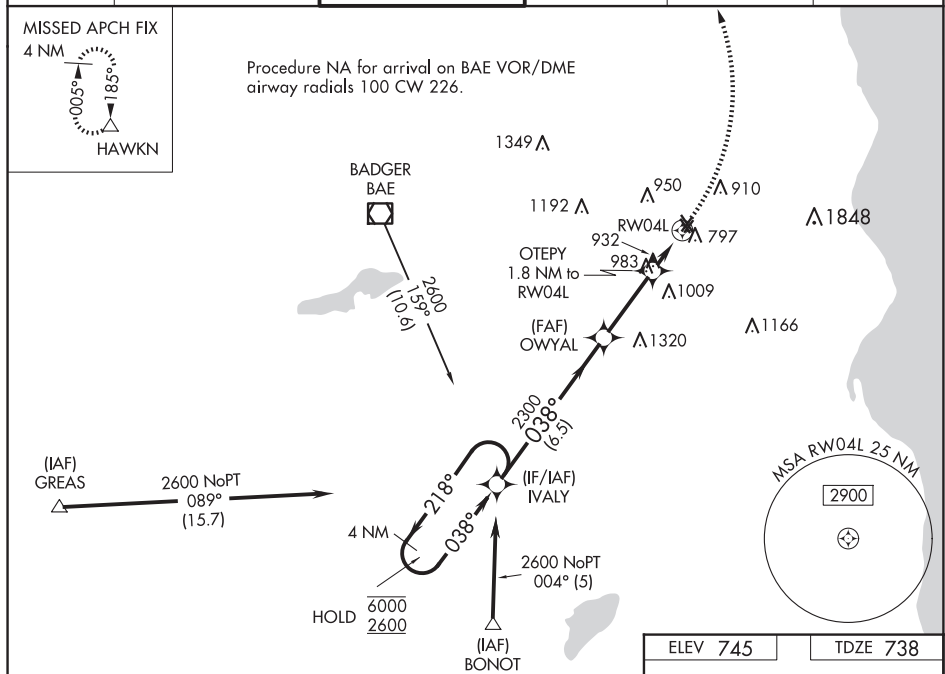 MISSED APCH FIX
4 NM
005°
185°
HAWKN
Procedure NA for arrival on BAE VOR/DME
airway radials 100 CW 226.
1349
BADGER
BAE
1192
950
910
1848
RW04L
797
932
OTEPY
983
1.8 NM to
RW04L
1009
2600
159°
(10.6)
(FAF)
OWYAL
1320
1166
2300
038°
(6.5)
MSA RW04L 25 NM
2900
(IAF)
GREAS
2600 NoPT
089°
(15.7)
218°
038°
(IF/IAF)
IVALY
4 NM
2600 NoPT
004° (5)
HOLD
6000
2600
(IAF)
BONOT
ELEV 745
TDZE 738